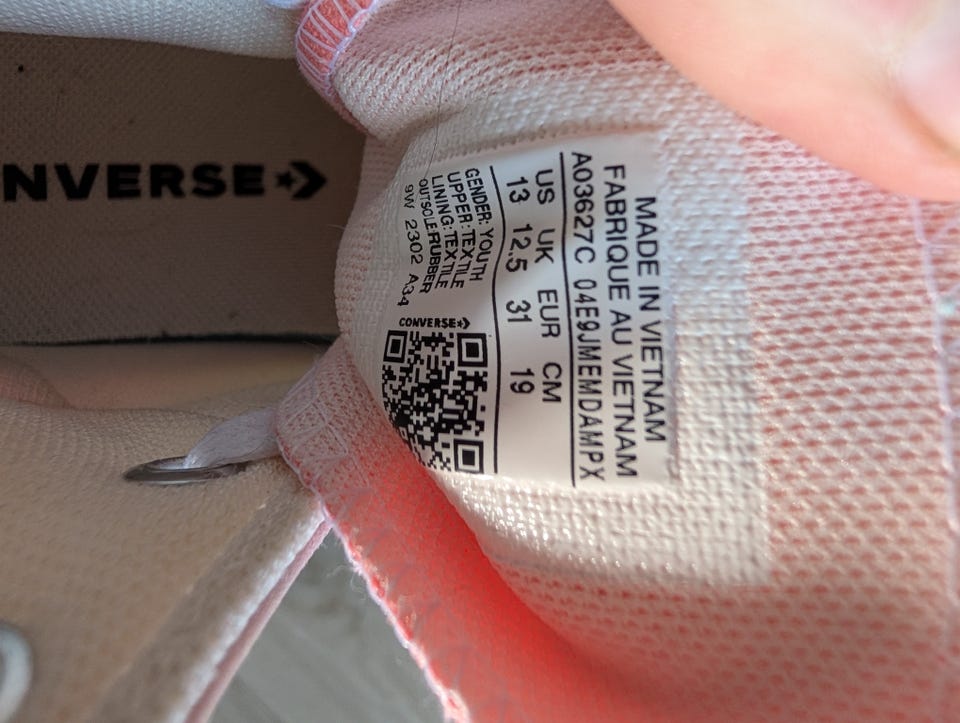 NVERSE
MADE IN VIETNAM
FABRIQUE AU VIETNAM
A03627C 04E9JMEMDAMPX
US UK EUR CM
13 12.5 31 19
GENDER: YOUTH
UPPER: TEXTILE
LINING: TEXTILE
OUTSOLE:RUBBER
9W 2302 A34
CONVERSE